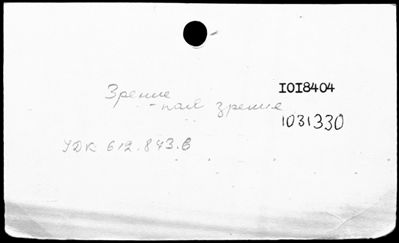 Зрение
IOI8404
- поле зрения
1031330
УДК 612.843.6